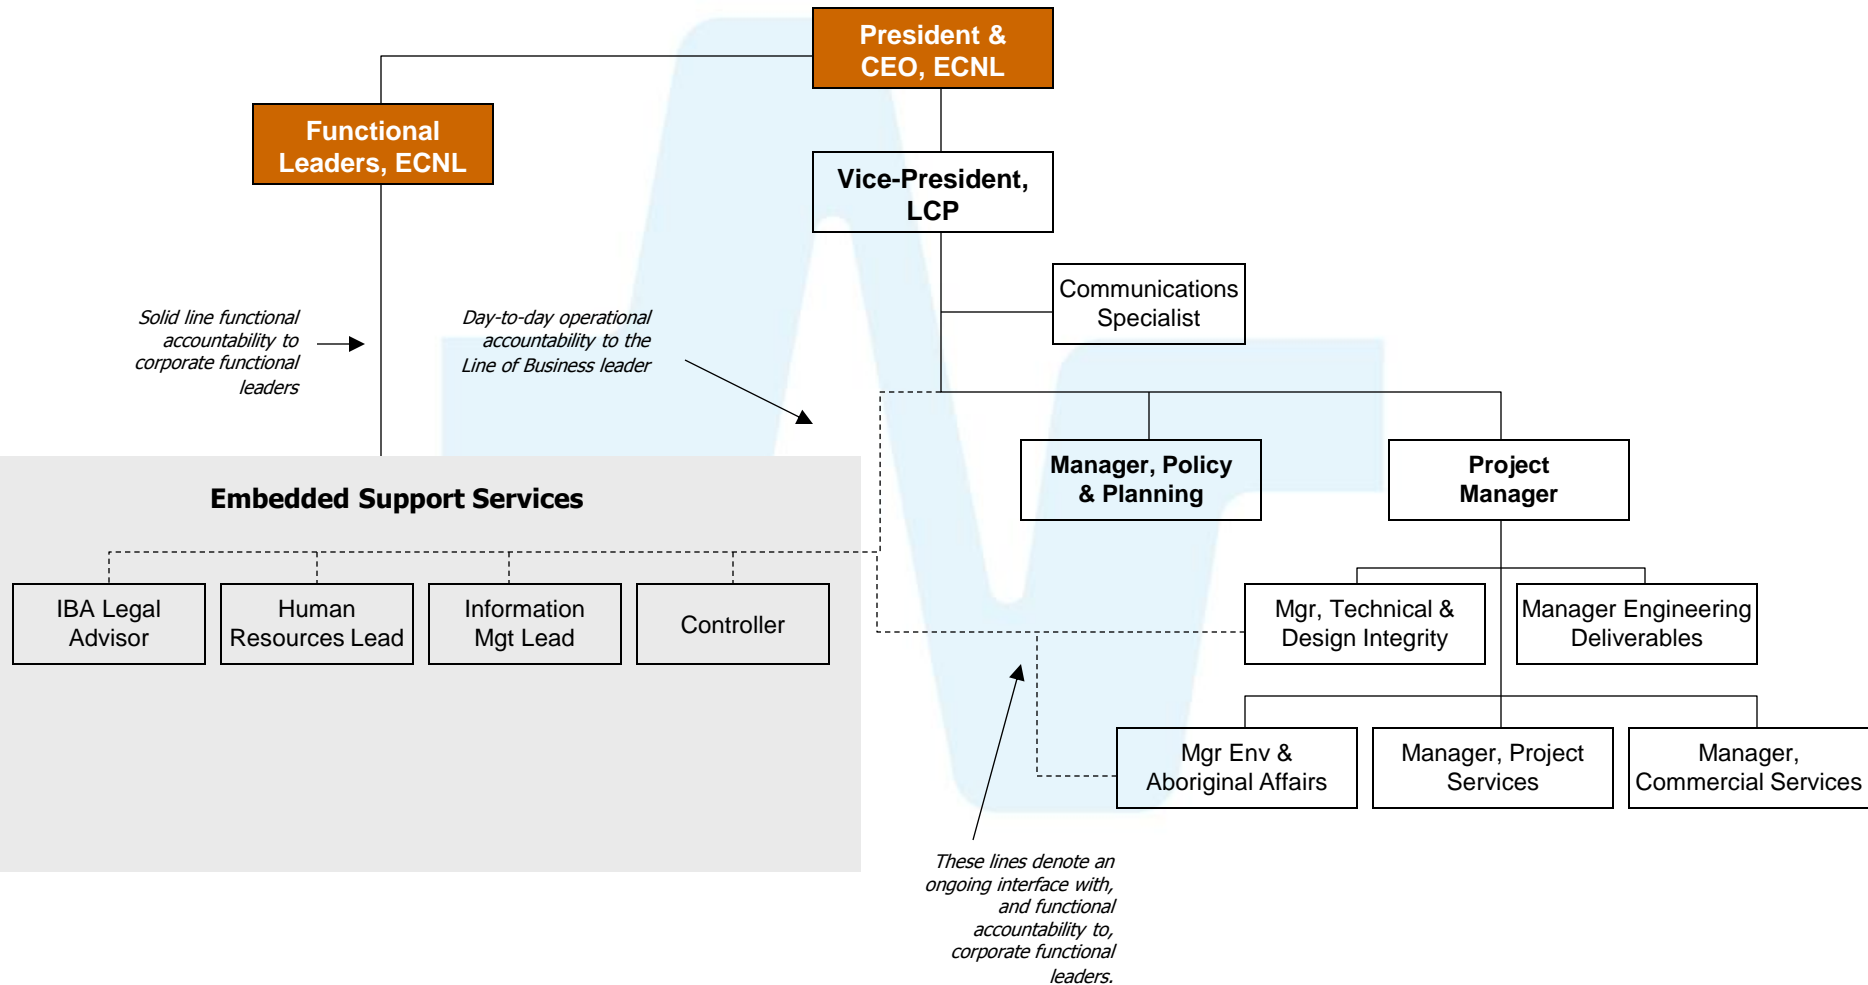 President &
CEO, ECNL
Functional
Leaders, ECNL
Vice-President,
LCP
Communications
Specialist
Solid line functional
accountability to
corporate functional
leaders
Day-to-day operational
accountability to the
Line of Business leader
Manager, Policy
& Planning
Project
Manager
Embedded Support Services
IBA Legal
Advisor
Human
Resources Lead
Information
Mgt Lead
Controller
Mgr, Technical &
Design Integrity
Manager Engineering
Deliverables
Mgr Env &
Aboriginal Affairs
Manager, Project
Services
Manager,
Commercial Services
These lines denote an
ongoing interface with,
and functional
accountability to,
corporate functional
leaders.